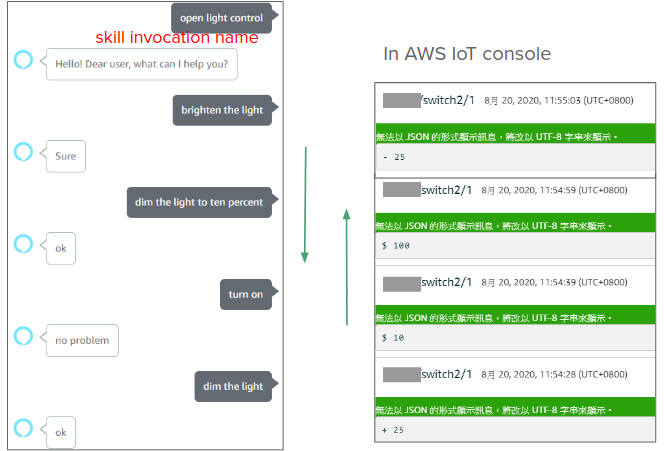 open light control
skill invocation name
Hello! Dear user, what can I help you?
brighten the light
Sure
dim the light to ten percent
ok
turn on
no problem
dim the light
ok
In AWS IoT console
/switch2/1 8月 20, 2020, 11:55:03 (UTC+0800)
無法以 JSON 的形式顯示訊息，將改以 UTF-8 字串來顯示。
- 25
switch2/1 8月 20, 2020, 11:54:59 (UTC+0800)
無法以 JSON 的形式顯示訊息，將改以 UTF-8 字串來顯示。
$ 100
switch2/1 8月 20, 2020, 11:54:39 (UTC+0800)
無法以 JSON 的形式顯示訊息，將改以 UTF-8 字串來顯示。
$ 10
switch2/1 8月 20, 2020, 11:54:28 (UTC+0800)
無法以 JSON 的形式顯示訊息，將改以 UTF-8 字串來顯示。
+ 25